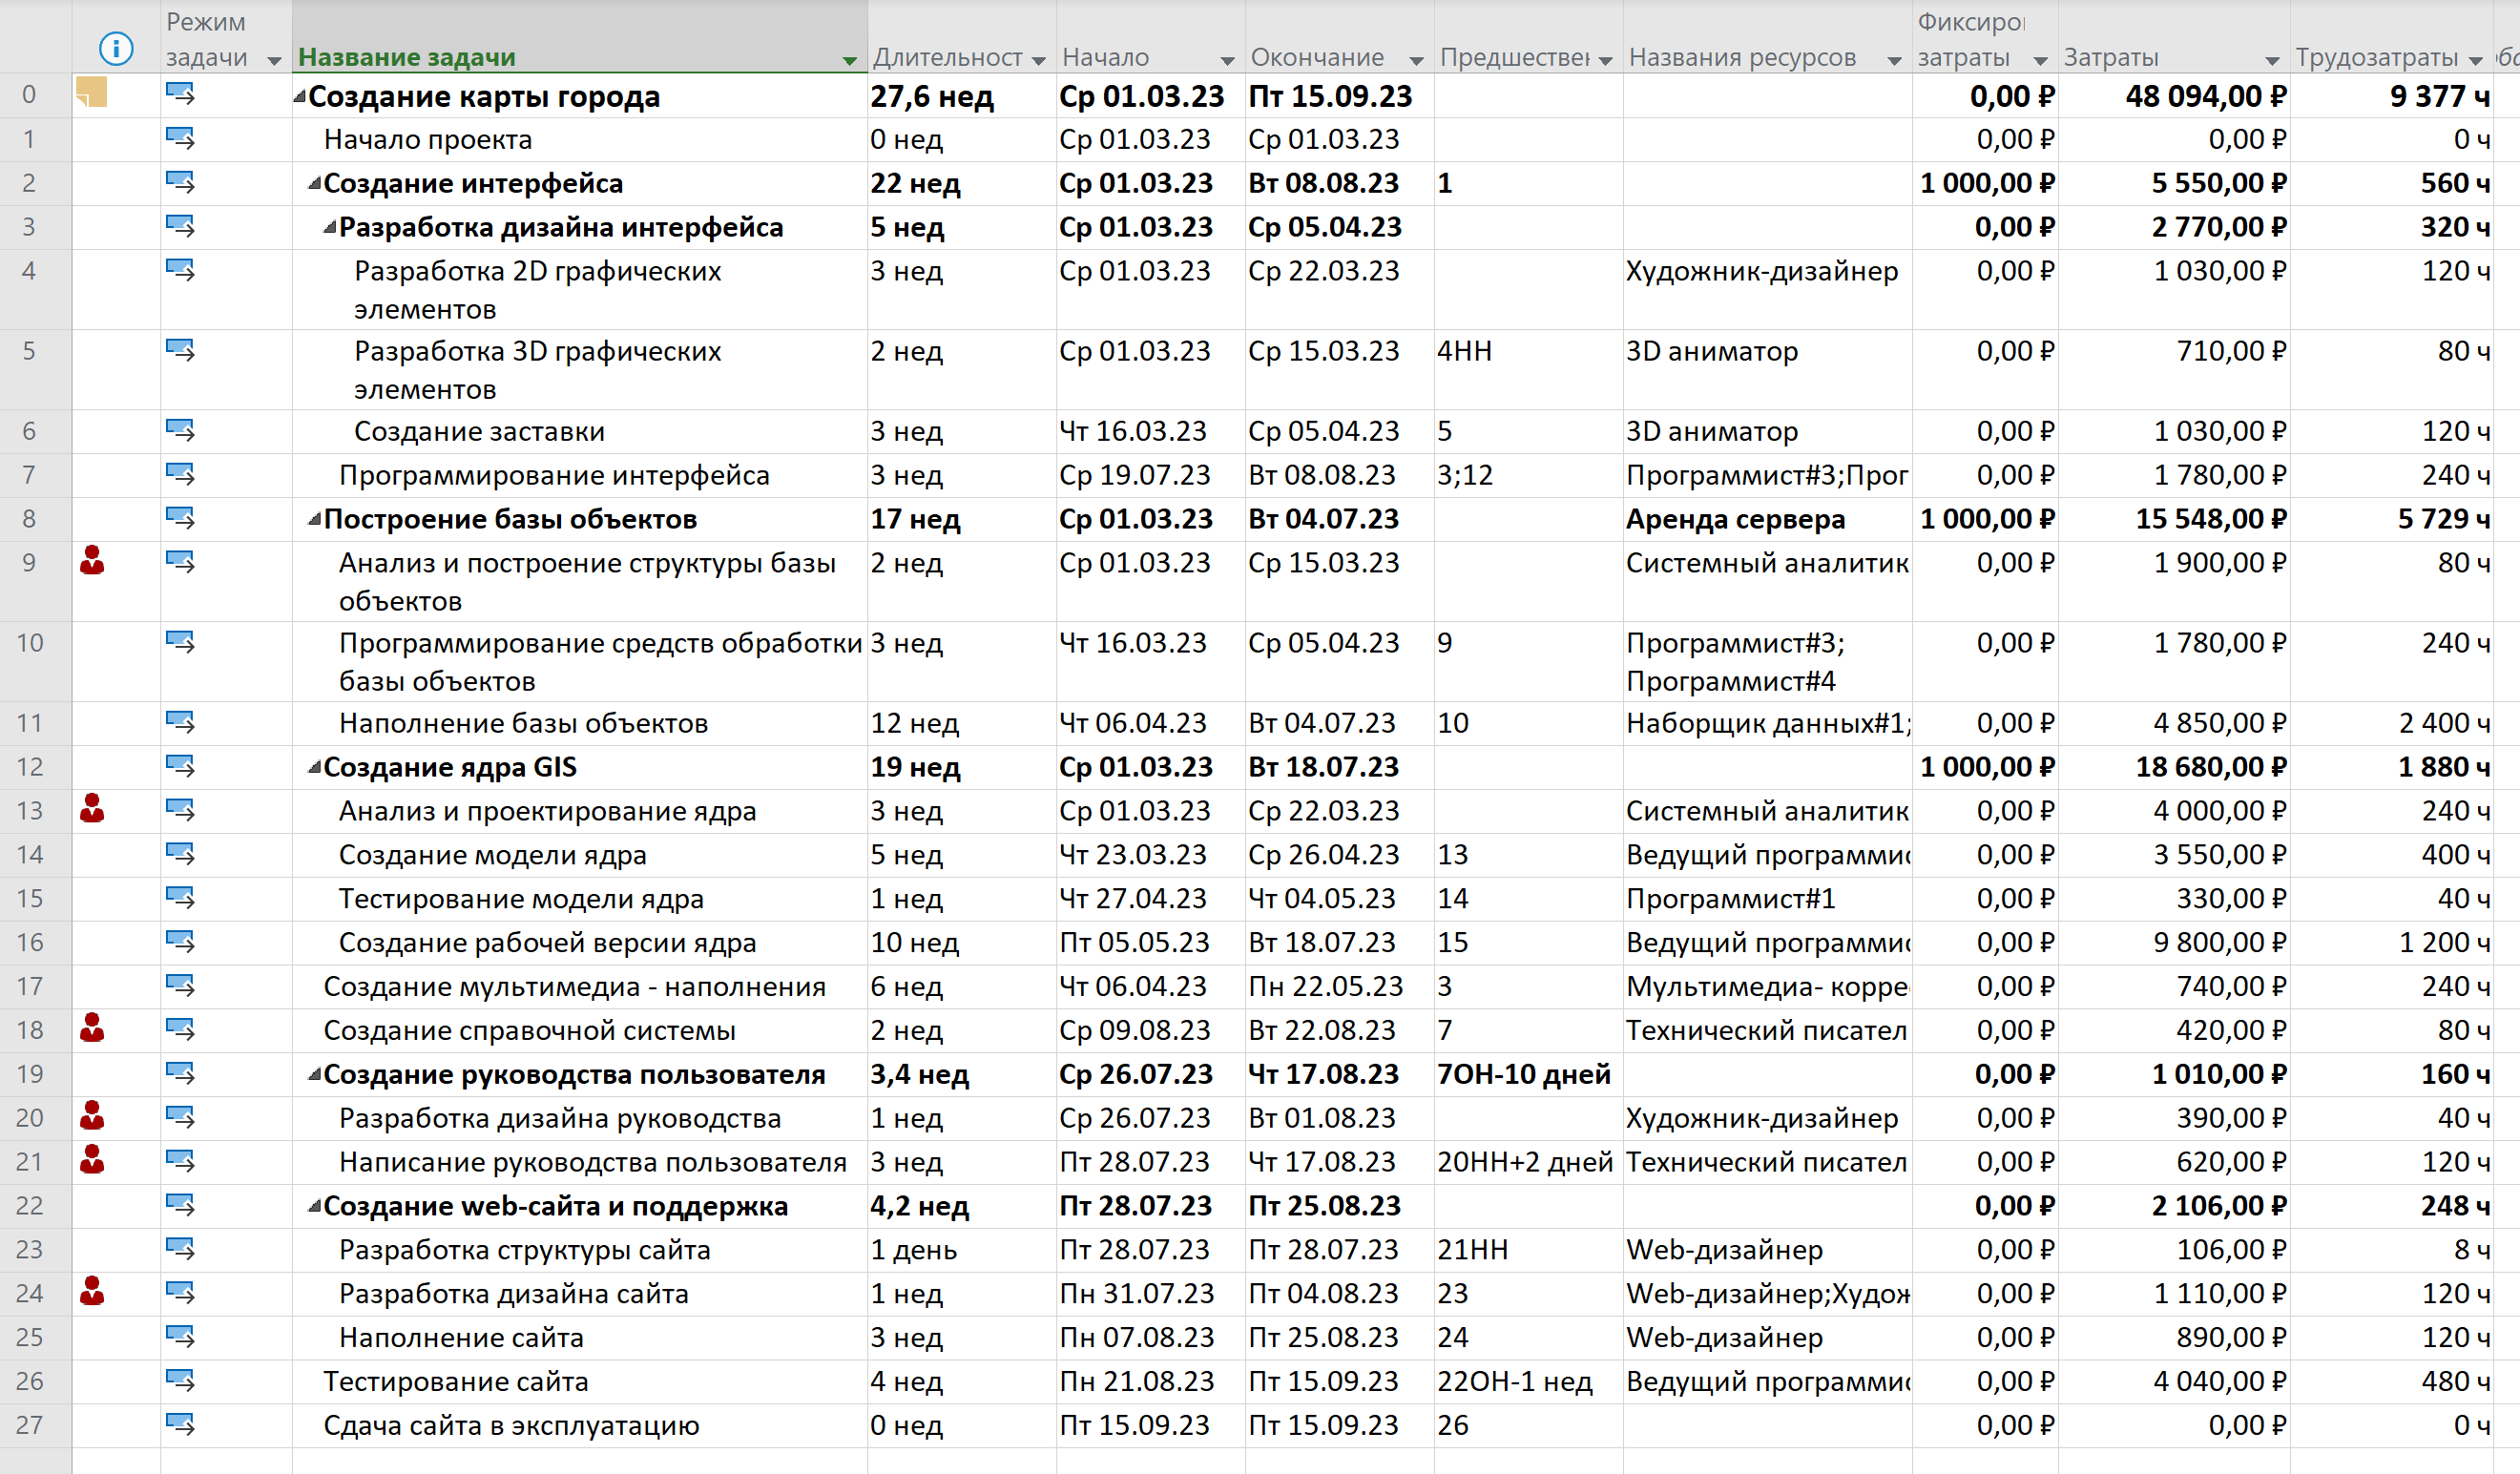 Режим задачи Название задачи Длительност Начало Окончание Предшествен Названия ресурсов Фиксиро затраты Затраты Трудозатраты
0 Создание карты города 27,6 нед Ср 01.03.23 Пт 15.09.23 0,00 ₽ 48 094,00 ₽ 9 377 ч
1 Начало проекта 0 нед Ср 01.03.23 Ср 01.03.23 0,00 ₽ 0,00 ₽ 0 ч
2 Создание интерфейса 22 нед Ср 01.03.23 Вт 08.08.23 1 1 000,00 ₽ 5 550,00 ₽ 560 ч
3 Разработка дизайна интерфейса 5 нед Ср 01.03.23 Ср 05.04.23 0,00 ₽ 2 770,00 ₽ 320 ч
4 Разработка 2D графических 3 нед Ср 01.03.23 Ср 22.03.23 Художник-дизайнер 0,00 ₽ 1 030,00 ₽ 120 ч
элементов
5 Разработка 3D графических 2 нед Ср 01.03.23 Ср 15.03.23 4НН 3D аниматор 0,00 ₽ 710,00 ₽ 80 ч
элементов
6 Создание заставки 3 нед Чт 16.03.23 Ср 05.04.23 5 3D аниматор 0,00 ₽ 1 030,00 ₽ 120 ч
7 Программирование интерфейса 3 нед Ср 19.07.23 Вт 08.08.23 3;12 Программист#3;Прог 0,00 ₽ 1 780,00 ₽ 240 ч
8 Построение базы объектов 17 нед Ср 01.03.23 Вт 04.07.23 Аренда сервера 1 000,00 ₽ 15 548,00 ₽ 5 729 ч
9 Анализ и построение структуры базы 2 нед Ср 01.03.23 Ср 15.03.23 Системный аналитик 0,00 ₽ 1 900,00 ₽ 80 ч
объектов
10 Программирование средств обработки 3 нед Чт 16.03.23 Ср 05.04.23 9 Программист#3; 0,00 ₽ 1 780,00 ₽ 240 ч
базы объектов Программист#4
11 Наполнение базы объектов 12 нед Чт 06.04.23 Вт 04.07.23 10 Наборщик данных#1; 0,00 ₽ 4 850,00 ₽ 2 400 ч
12 Создание ядра GIS 19 нед Ср 01.03.23 Вт 18.07.23 1 000,00 ₽ 18 680,00 ₽ 1 880 ч
13 Анализ и проектирование ядра 3 нед Ср 01.03.23 Ср 22.03.23 Системный аналитик 0,00 ₽ 4 000,00 ₽ 240 ч
14 Создание модели ядра 5 нед Чт 23.03.23 Ср 26.04.23 13 Ведущий программис 0,00 ₽ 3 550,00 ₽ 400 ч
15 Тестирование модели ядра 1 нед Чт 27.04.23 Чт 04.05.23 14 Программист#1 0,00 ₽ 330,00 ₽ 40 ч
16 Создание рабочей версии ядра 10 нед Пт 05.05.23 Вт 18.07.23 15 Ведущий программис 0,00 ₽ 9 800,00 ₽ 1 200 ч
17 Создание мультимедиа - наполнения 6 нед Чт 06.04.23 Пн 22.05.23 3 Мультимедиа- корре 0,00 ₽ 740,00 ₽ 240 ч
18 Создание справочной системы 2 нед Ср 09.08.23 Вт 22.08.23 7 Технический писател 0,00 ₽ 420,00 ₽ 80 ч
19 Создание руководства пользователя 3,4 нед Ср 26.07.23 Чт 17.08.23 7ОН-10 дней 0,00 ₽ 1 010,00 ₽ 160 ч
20 Разработка дизайна руководства 1 нед Ср 26.07.23 Вт 01.08.23 Художник-дизайнер 0,00 ₽ 390,00 ₽ 40 ч
21 Написание руководства пользователя 3 нед Пт 28.07.23 Чт 17.08.23 20НН+2 дней Технический писател 0,00 ₽ 620,00 ₽ 120 ч
22 Создание web-сайта и поддержка 4,2 нед Пт 28.07.23 Пт 25.08.23 0,00 ₽ 2 106,00 ₽ 248 ч
23 Разработка структуры сайта 1 день Пт 28.07.23 Пт 28.07.23 21НН Web-дизайнер 0,00 ₽ 106,00 ₽ 8 ч
24 Разработка дизайна сайта 1 нед Пн 31.07.23 Пт 04.08.23 23 Web-дизайнер;Худож 0,00 ₽ 1 110,00 ₽ 120 ч
25 Наполнение сайта 3 нед Пн 07.08.23 Пт 25.08.23 24 Web-дизайнер 0,00 ₽ 890,00 ₽ 120 ч
26 Тестирование сайта 4 нед Пн 21.08.23 Пт 15.09.23 22ОН-1 нед Ведущий программис 0,00 ₽ 4 040,00 ₽ 480 ч
27 Сдача сайта в эксплуатацию 0 нед Пт 15.09.23 Пт 15.09.23 26 0,00 ₽ 0,00 ₽ 0 ч